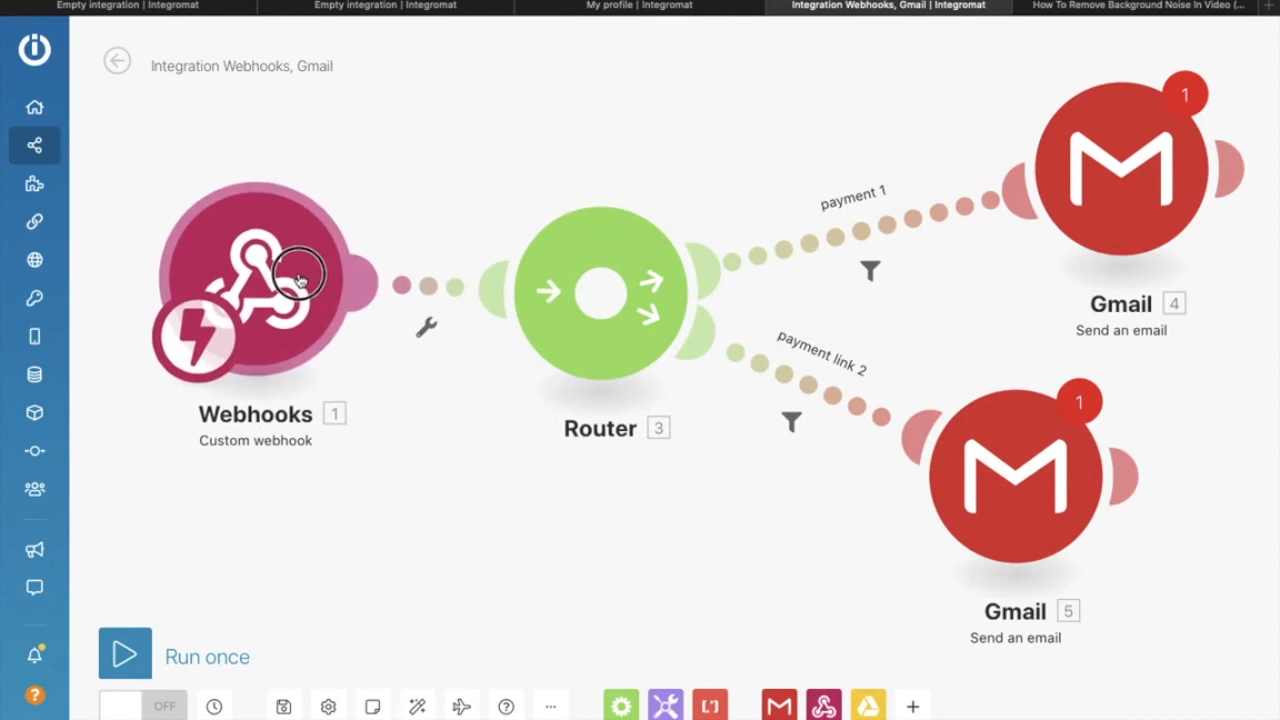 Empty integration | Integromat
Empty integration | Integromat
My profile | Integromat
Integration Webhooks, Gmail | Integromat
How To Remove Background Noise In Video (...
Integration Webhooks, Gmail
1
payment 1
Gmail 4
Send an email
payment link 2
1
Webhooks 1
Custom webhook
Router 3
Gmail 5
Send an email
Run once
OFF